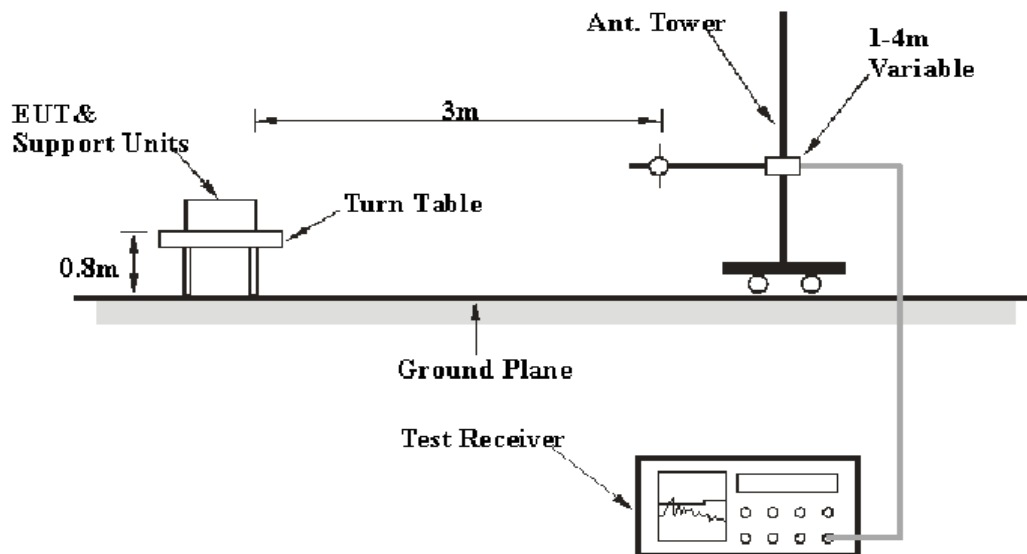 Ant. Tower
1-4m
Variable
3m
EUT&
Support Units
Turn Table
0.8m
Ground Plane
Test Receiver